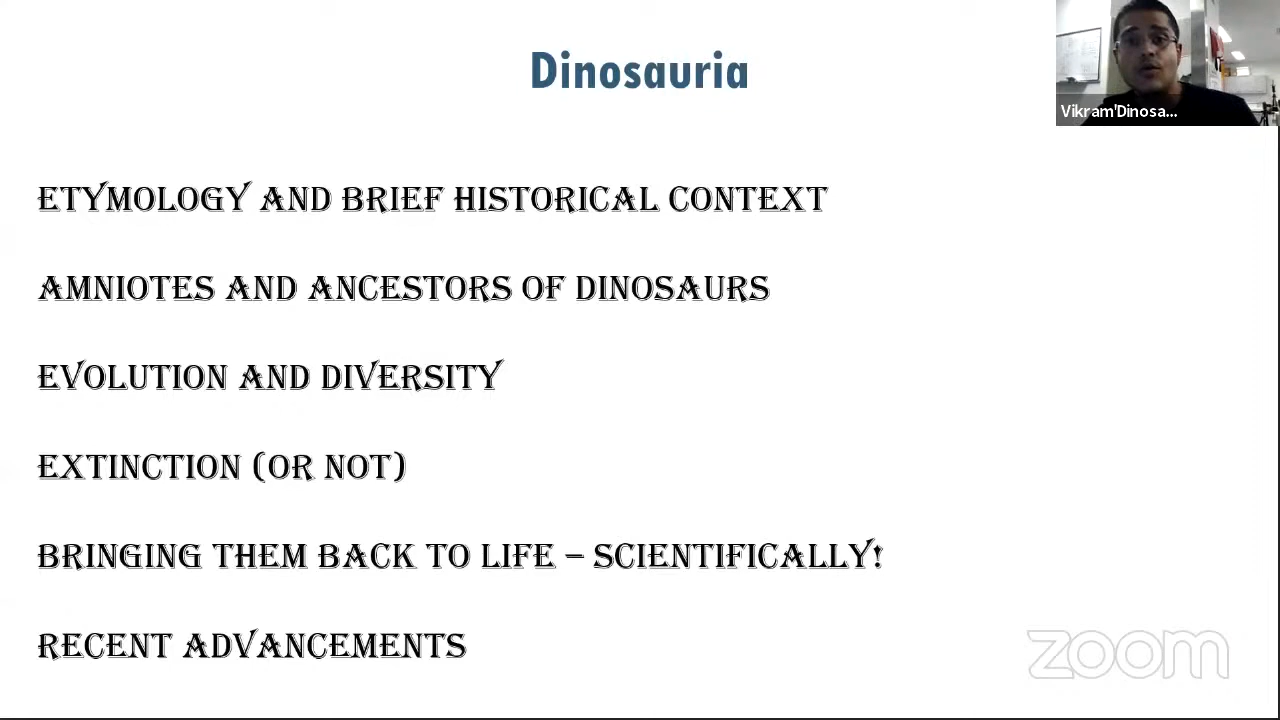 Dinosauria
Vikram'Dinosa...
ETYMOLOGY AND BRIEF HISTORICAL CONTEXT
AMNIOTES AND ANCESTORS OF DINOSAURS
EVOLUTION AND DIVERSITY
EXTINCTION (OR NOT)
BRINGING THEM BACK TO LIFE – SCIENTIFICALLY!
RECENT ADVANCEMENTS
zoom